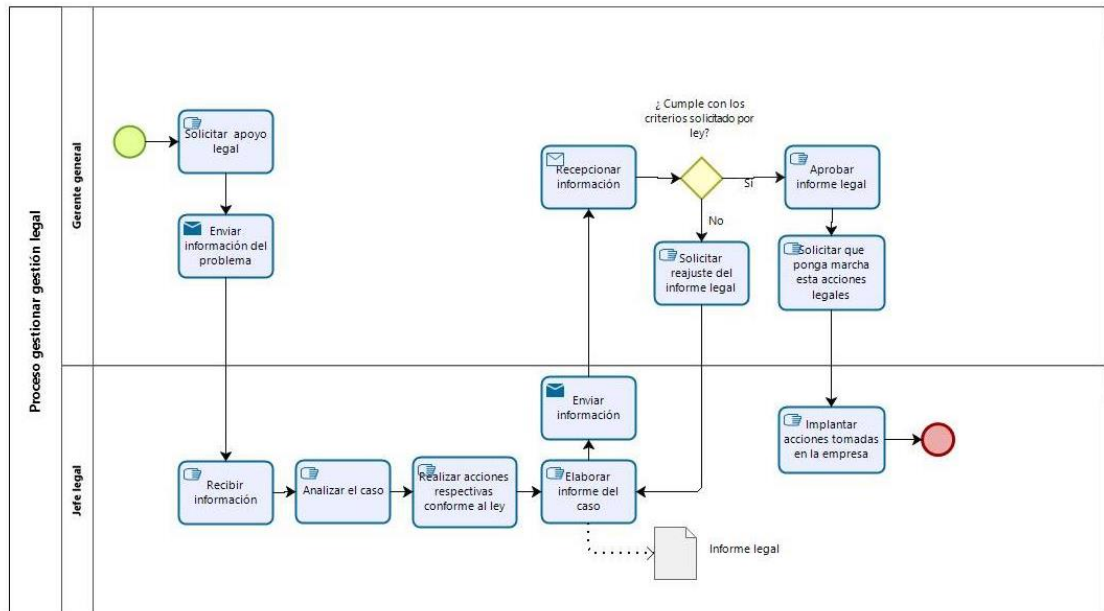 Proceso gestionar gestión legal
Gerente general
Solicitar apoyo
legal
Enviar
información del
problema
Recepcionar
información
¿ Cumple con los
criterios solicitado por
ley?
Sí
No
Aprobar
informe legal
Solicitar
reajuste del
informe legal
Solicitar que
ponga marcha
esta acciones
legales
Jefe legal
Recibir
información
Analizar el caso
Realizar acciones
respectivas
conforme al ley
Elaborar
informe del
caso
Enviar
información
Informe legal
Implantar
acciones tomadas
en la empresa